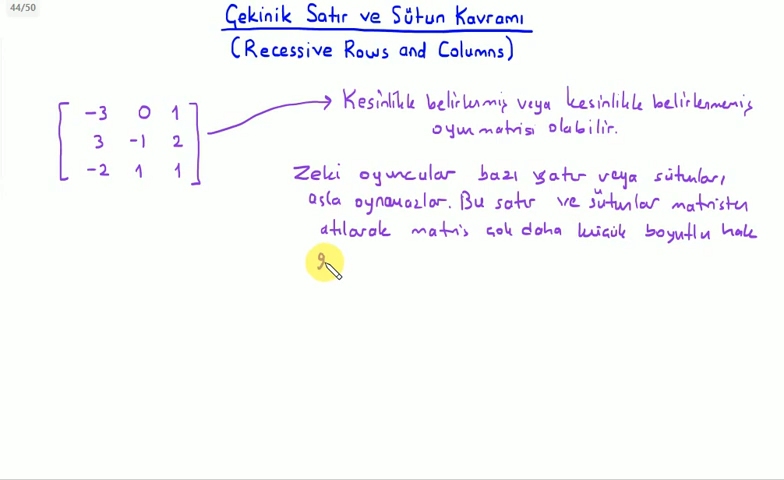 44/50
Çekinik Satır ve Sütun Kavramı
(Recessive Rows and Columns)
-3 0 1
3 -1 2
-2 1 1
Kesinlikle belirlenmiş veya kesinlikle belirlenmemiş
oyun matrisi olabilir.
Zeki oyuncular bazı satır veya sütunları
asla oynamazlar. Bu satır ve sütunlar matristen
atılarak matris çok daha küçük boyutlu hale
g